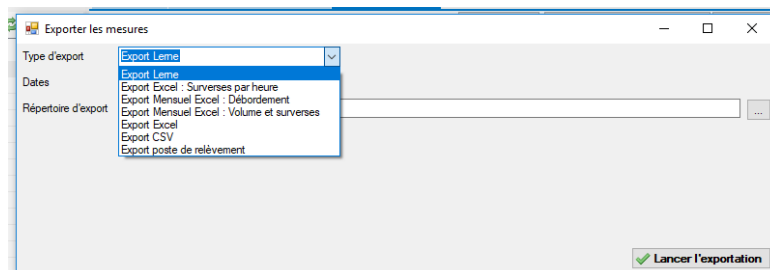 Exporter les mesures
Type d'export
Export Leme
Export Leme
Export Excel : Surverses par heure
Dates
Export Mensuel Excel : Débordement
Répertoire d'export
Export Mensuel Excel : Volume et surverses
...
Export Excel
Export CSV
Export poste de relèvement
Lancer l'exportation